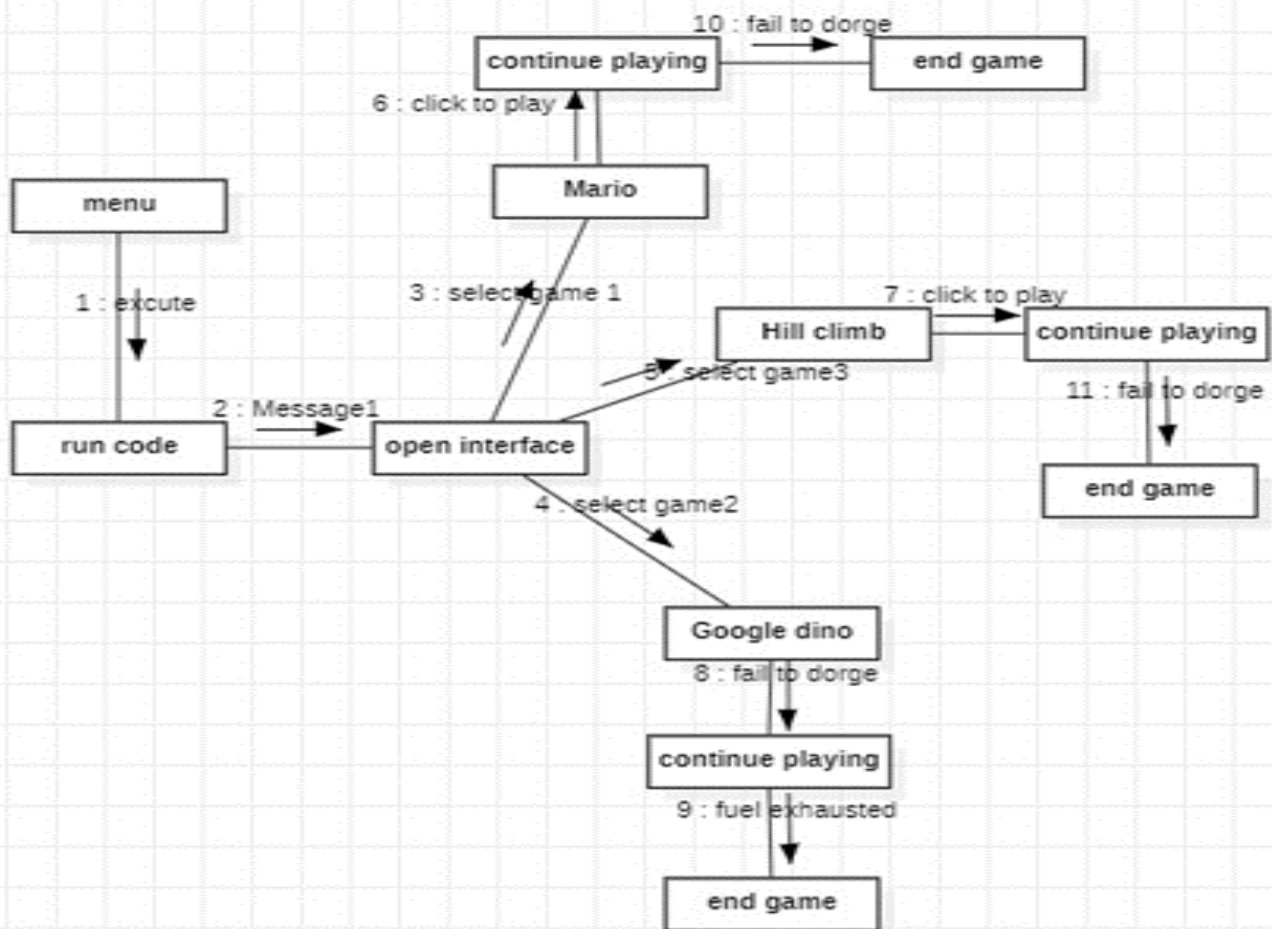 10 : fail to dorge
continue playing
end game
6 : click to play
Mario
menu
3 : select game 1
1 : excute
7 : click to play
Hill climb
continue playing
5 : select game3
11 : fail to dorge
2 : Message1
run code
open interface
end game
4 : select game2
Google dino
8 : fail to dorge
continue playing
9 : fuel exhausted
end game